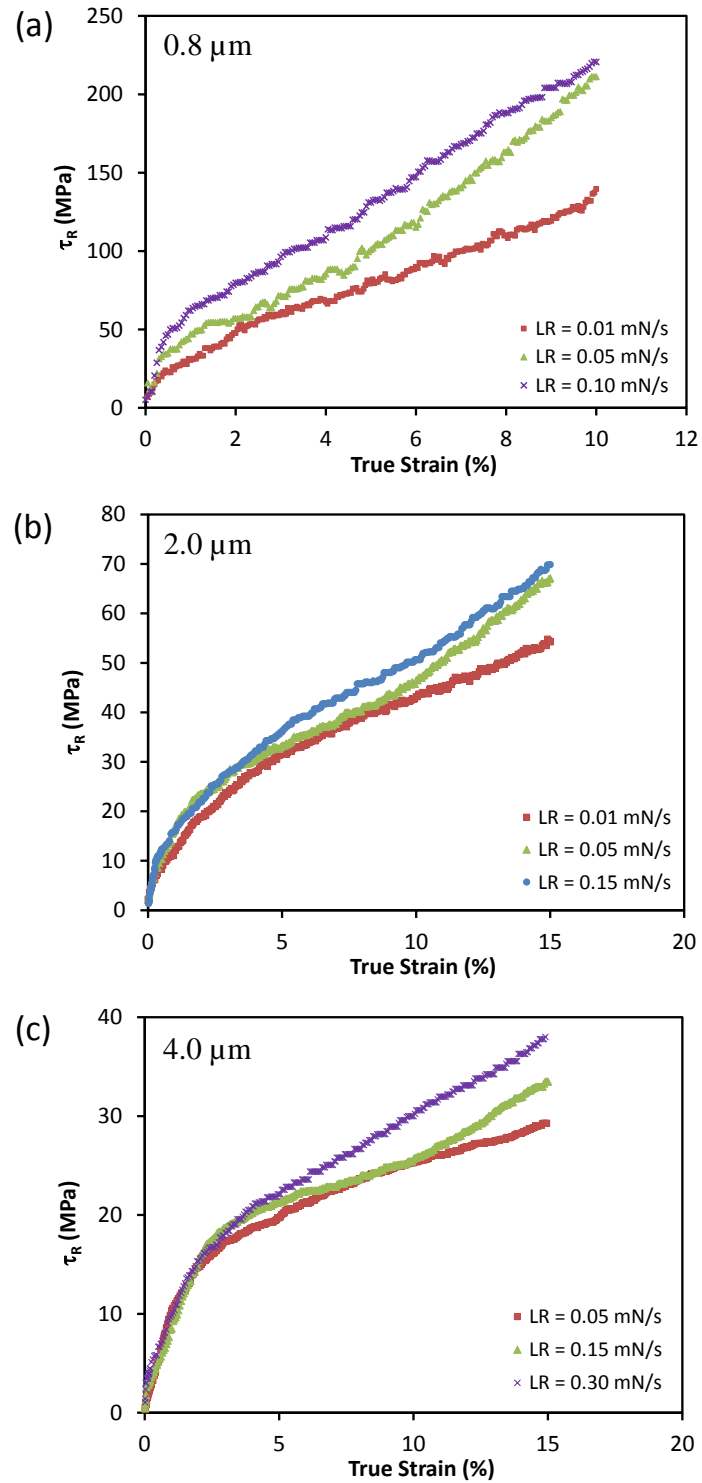 (a)
0.8 µm
250
200
150
100
50
0
τR (MPa)
LR = 0.01 mN/s
LR = 0.05 mN/s
LR = 0.10 mN/s
0 2 4 6 8 10 12
True Strain (%)
(b)
2.0 µm
80
70
60
50
40
30
20
10
0
τR (MPa)
LR = 0.01 mN/s
LR = 0.05 mN/s
LR = 0.15 mN/s
0 5 10 15 20
True Strain (%)
(c)
4.0 µm
40
30
20
10
0
τR (MPa)
LR = 0.05 mN/s
LR = 0.15 mN/s
LR = 0.30 mN/s
0 5 10 15 20
True Strain (%)